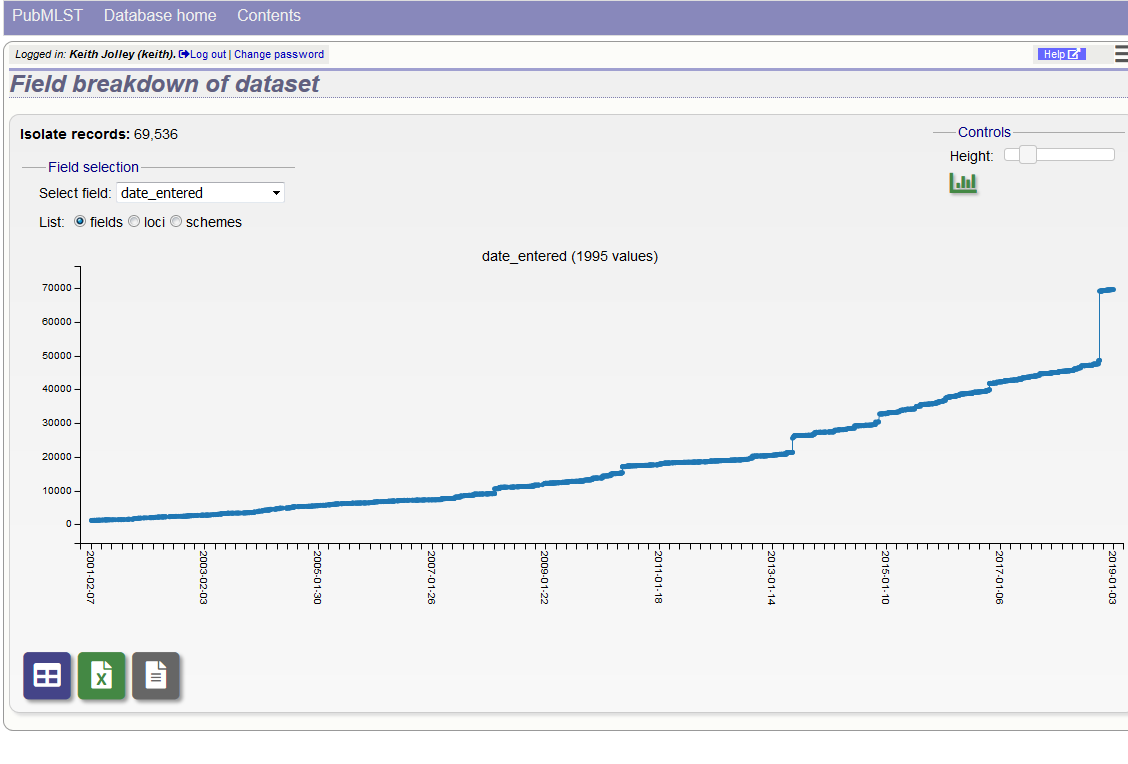 PubMLST Database home Contents
Logged in: Keith Jolley (keith). Log out | Change password
Help
Field breakdown of dataset
Isolate records: 69,536
Controls
Height:
Field selection
Select field: date_entered
List: fields loci schemes
date_entered (1995 values)
70000
60000
50000
40000
30000
20000
10000
0
2001-02-07
2003-02-03
2005-01-30
2007-01-26
2009-01-22
2011-01-18
2013-01-14
2015-01-10
2017-01-06
2019-01-03
X